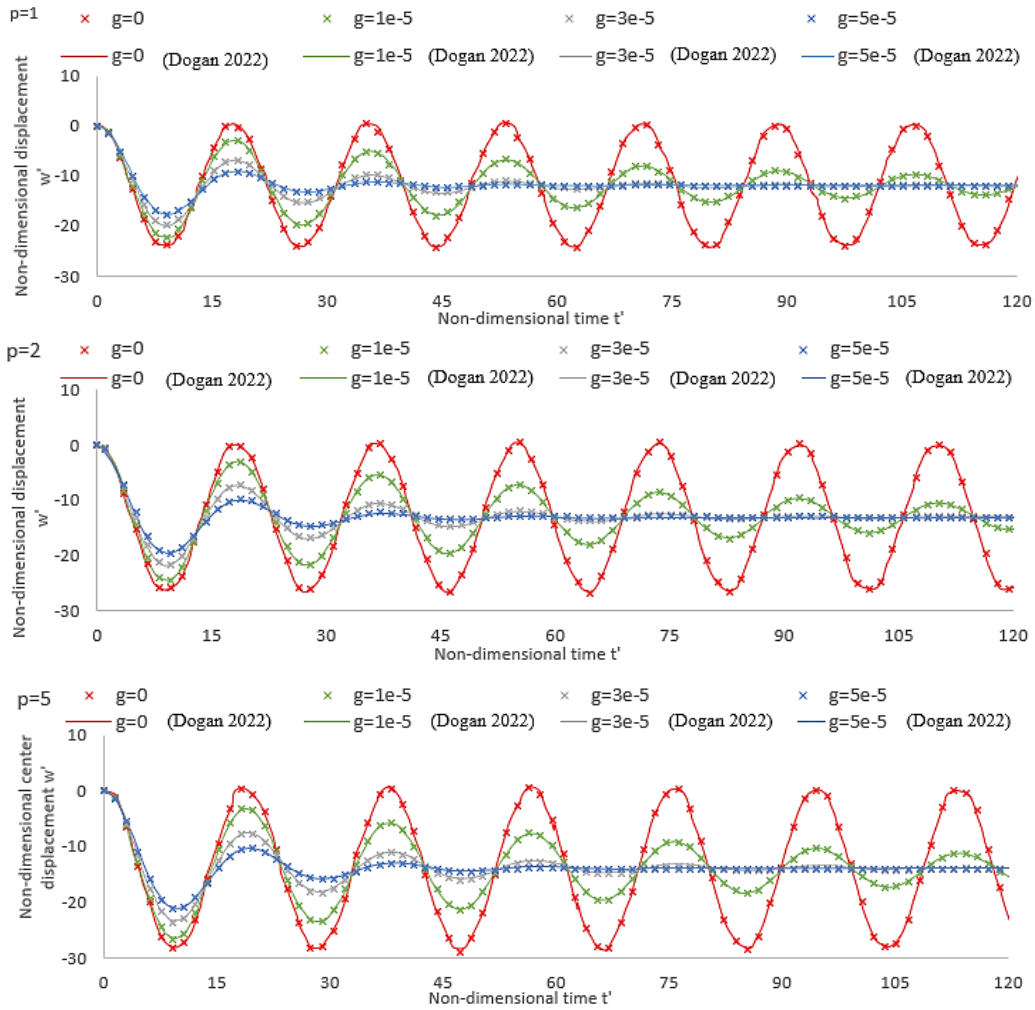 p=1 g=0 g=1e-5 g=3e-5 g=5e-5
g=0 (Dogan 2022) g=1e-5 (Dogan 2022) g=3e-5 (Dogan 2022) g=5e-5 (Dogan 2022)
Non-dimensional displacement
w'
10
0
-10
-20
-30
0 15 30 45 60 75 90 105 120
Non-dimensional time t'
p=2 g=0 g=1e-5 g=3e-5 g=5e-5
g=0 (Dogan 2022) g=1e-5 (Dogan 2022) g=3e-5 (Dogan 2022) g=5e-5 (Dogan 2022)
Non-dimensional displacement
w'
10
0
-10
-20
-30
0 15 30 45 60 75 90 105 120
Non-dimensional time t'
p=5 g=0 g=1e-5 g=3e-5 g=5e-5
g=0 (Dogan 2022) g=1e-5 (Dogan 2022) g=3e-5 (Dogan 2022) g=5e-5 (Dogan 2022)
Non-dimensional center
displacement w'
10
0
-10
-20
-30
0 15 30 45 60 75 90 105 120
Non-dimensional time t'